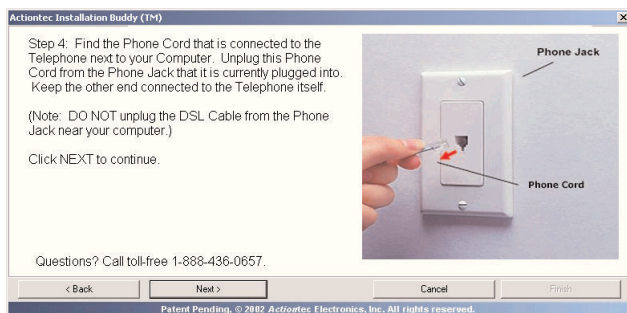 Actiontec Installation Buddy (TM)
Step 4: Find the Phone Cord that is connected to the
Telephone next to your Computer. Unplug this Phone
Cord from the Phone Jack that it is currently plugged into.
Keep the other end connected to the Telephone itself.
(Note: DO NOT unplug the DSL Cable from the Phone
Jack near your computer.)
Click NEXT to continue.
Phone Jack
Phone Cord
Questions? Call toll-free 1-888-436-0657.
< Back
Next >
Cancel
Finish
Patent Pending, © 2002 Actiontec Electronics, Inc. All rights reserved.